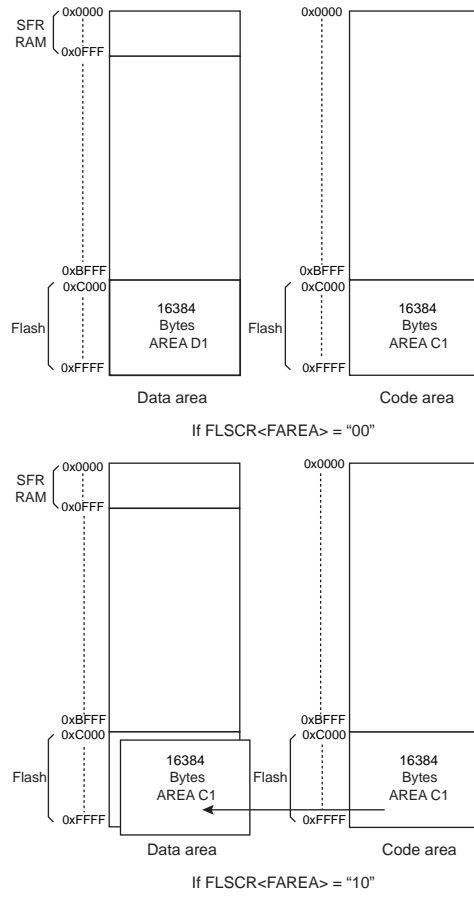 0x0000
SFR
RAM
0x0FFF
0xBFFF
0xC000
Flash
16384
Bytes
AREA D1
0xFFFF
Data area
0x0000
0xBFFF
0xC000
Flash
16384
Bytes
AREA C1
0xFFFF
Code area
If FLSCR<FAREA> = “00”
0x0000
SFR
RAM
0x0FFF
0xBFFF
0xC000
Flash
16384
Bytes
AREA C1
0xFFFF
Data area
0x0000
0xBFFF
0xC000
Flash
16384
Bytes
AREA C1
0xFFFF
Code area
If FLSCR<FAREA> = “10”